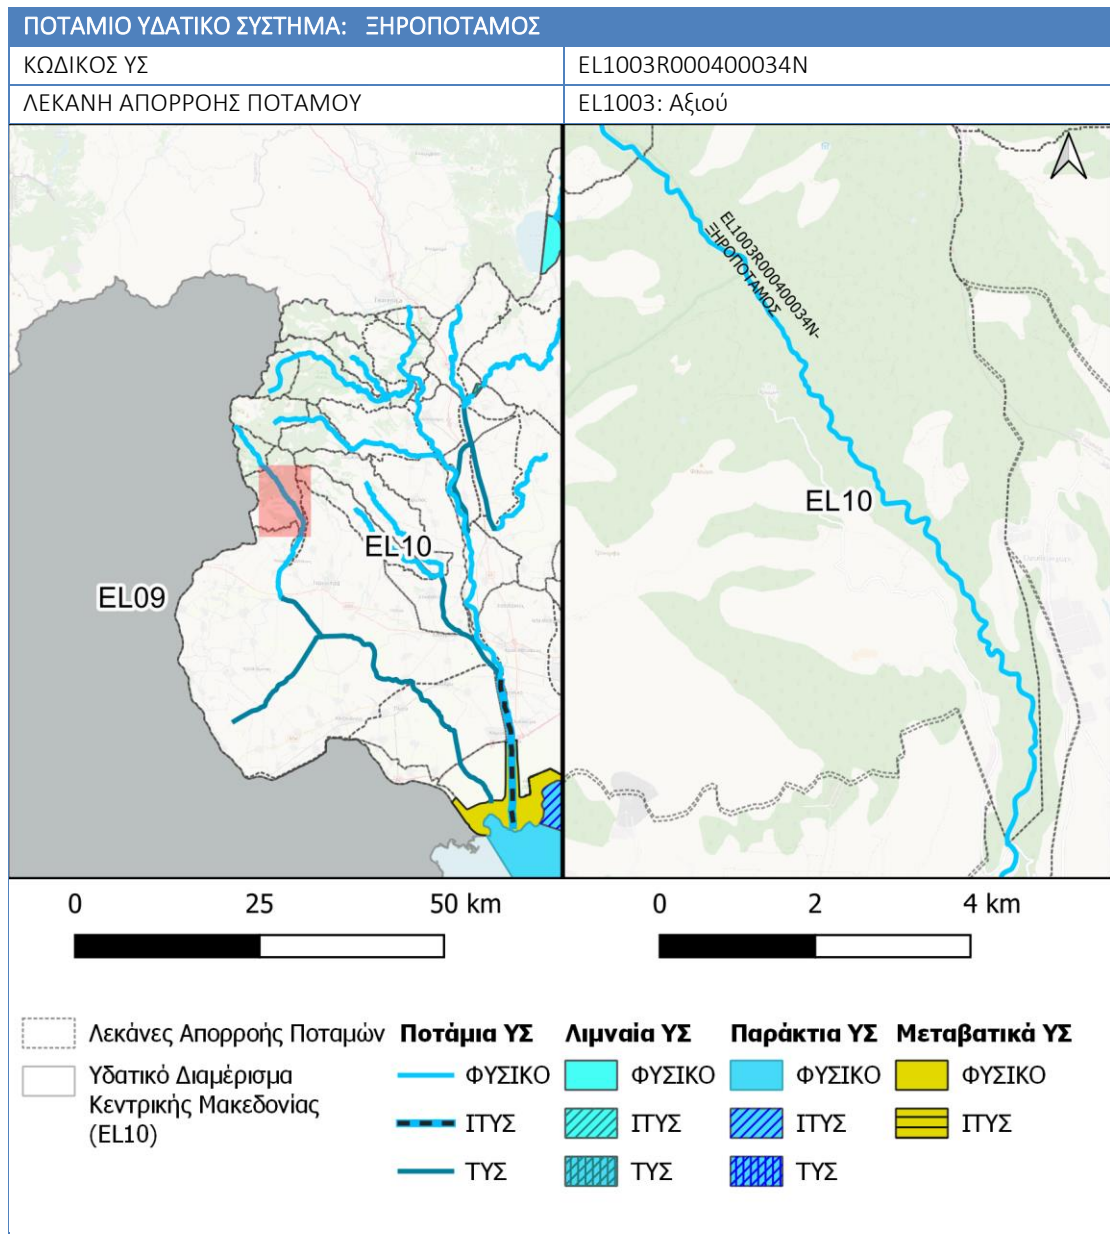 ΠΟΤΑΜΙΟ ΥΔΑΤΙΚΟ ΣΥΣΤΗΜΑ: ΞΗΡΟΠΟΤΑΜΟΣ
ΚΩΔΙΚΟΣ ΥΣ EL1003R000400034N
ΛΕΚΑΝΗ ΑΠΟΡΡΟΗΣ ΠΟΤΑΜΟΥ EL1003: Αξιού
EL1003R000400034N-
ΞΗΡΟΠΟΤΑΜΟΣ
EL10
EL10
EL09
0 25 50 km
0 2 4 km
Λεκάνες Απορροής Ποταμών
Υδατικό Διαμέρισμα
Κεντρικής Μακεδονίας
(EL10)
Ποτάμια ΥΣ
ΦΥΣΙΚΟ
ΙΤΥΣ
ΤΥΣ
Λιμναία ΥΣ
ΦΥΣΙΚΟ
ΙΤΥΣ
ΤΥΣ
Παράκτια ΥΣ
ΦΥΣΙΚΟ
ΙΤΥΣ
ΤΥΣ
Μεταβατικά ΥΣ
ΦΥΣΙΚΟ
ΙΤΥΣ